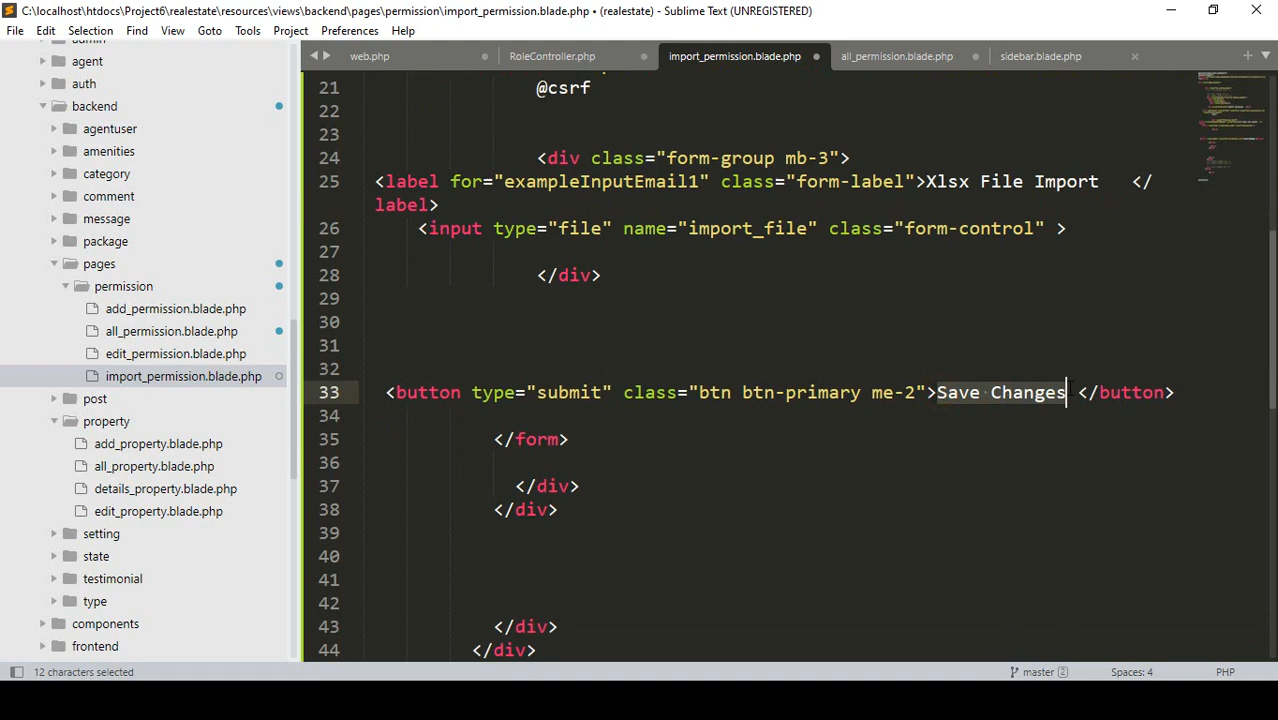 C:\localhost\htdocs\Project6\realestate\resources\views\backend\pages\permission\import_permission.blade.php • (realestate) - Sublime Text (UNREGISTERED)
File Edit Selection Find View Goto Tools Project Preferences Help
web.php RoleController.php import_permission.blade.php all_permission.blade.php sidebar.blade.php
agent
auth
backend
agentuser
amenities
category
comment
message
package
pages
permission
add_permission.blade.php
all_permission.blade.php
edit_permission.blade.php
import_permission.blade.php
post
property
add_property.blade.php
all_property.blade.php
details_property.blade.php
edit_property.blade.php
setting
state
testimonial
type
components
frontend
21 @csrf
22
23
24 <div class="form-group mb-3">
25 <label for="exampleInputEmail1" class="form-label">Xlsx File Import </
label>
26 <input type="file" name="import_file" class="form-control" >
27
28 </div>
29
30
31
32
33 <button type="submit" class="btn btn-primary me-2">Save Changes </button>
34
35 </form>
36
37 </div>
38 </div>
39
40
41
42
43 </div>
44 </div>
12 characters selected master 2 Spaces: 4 PHP